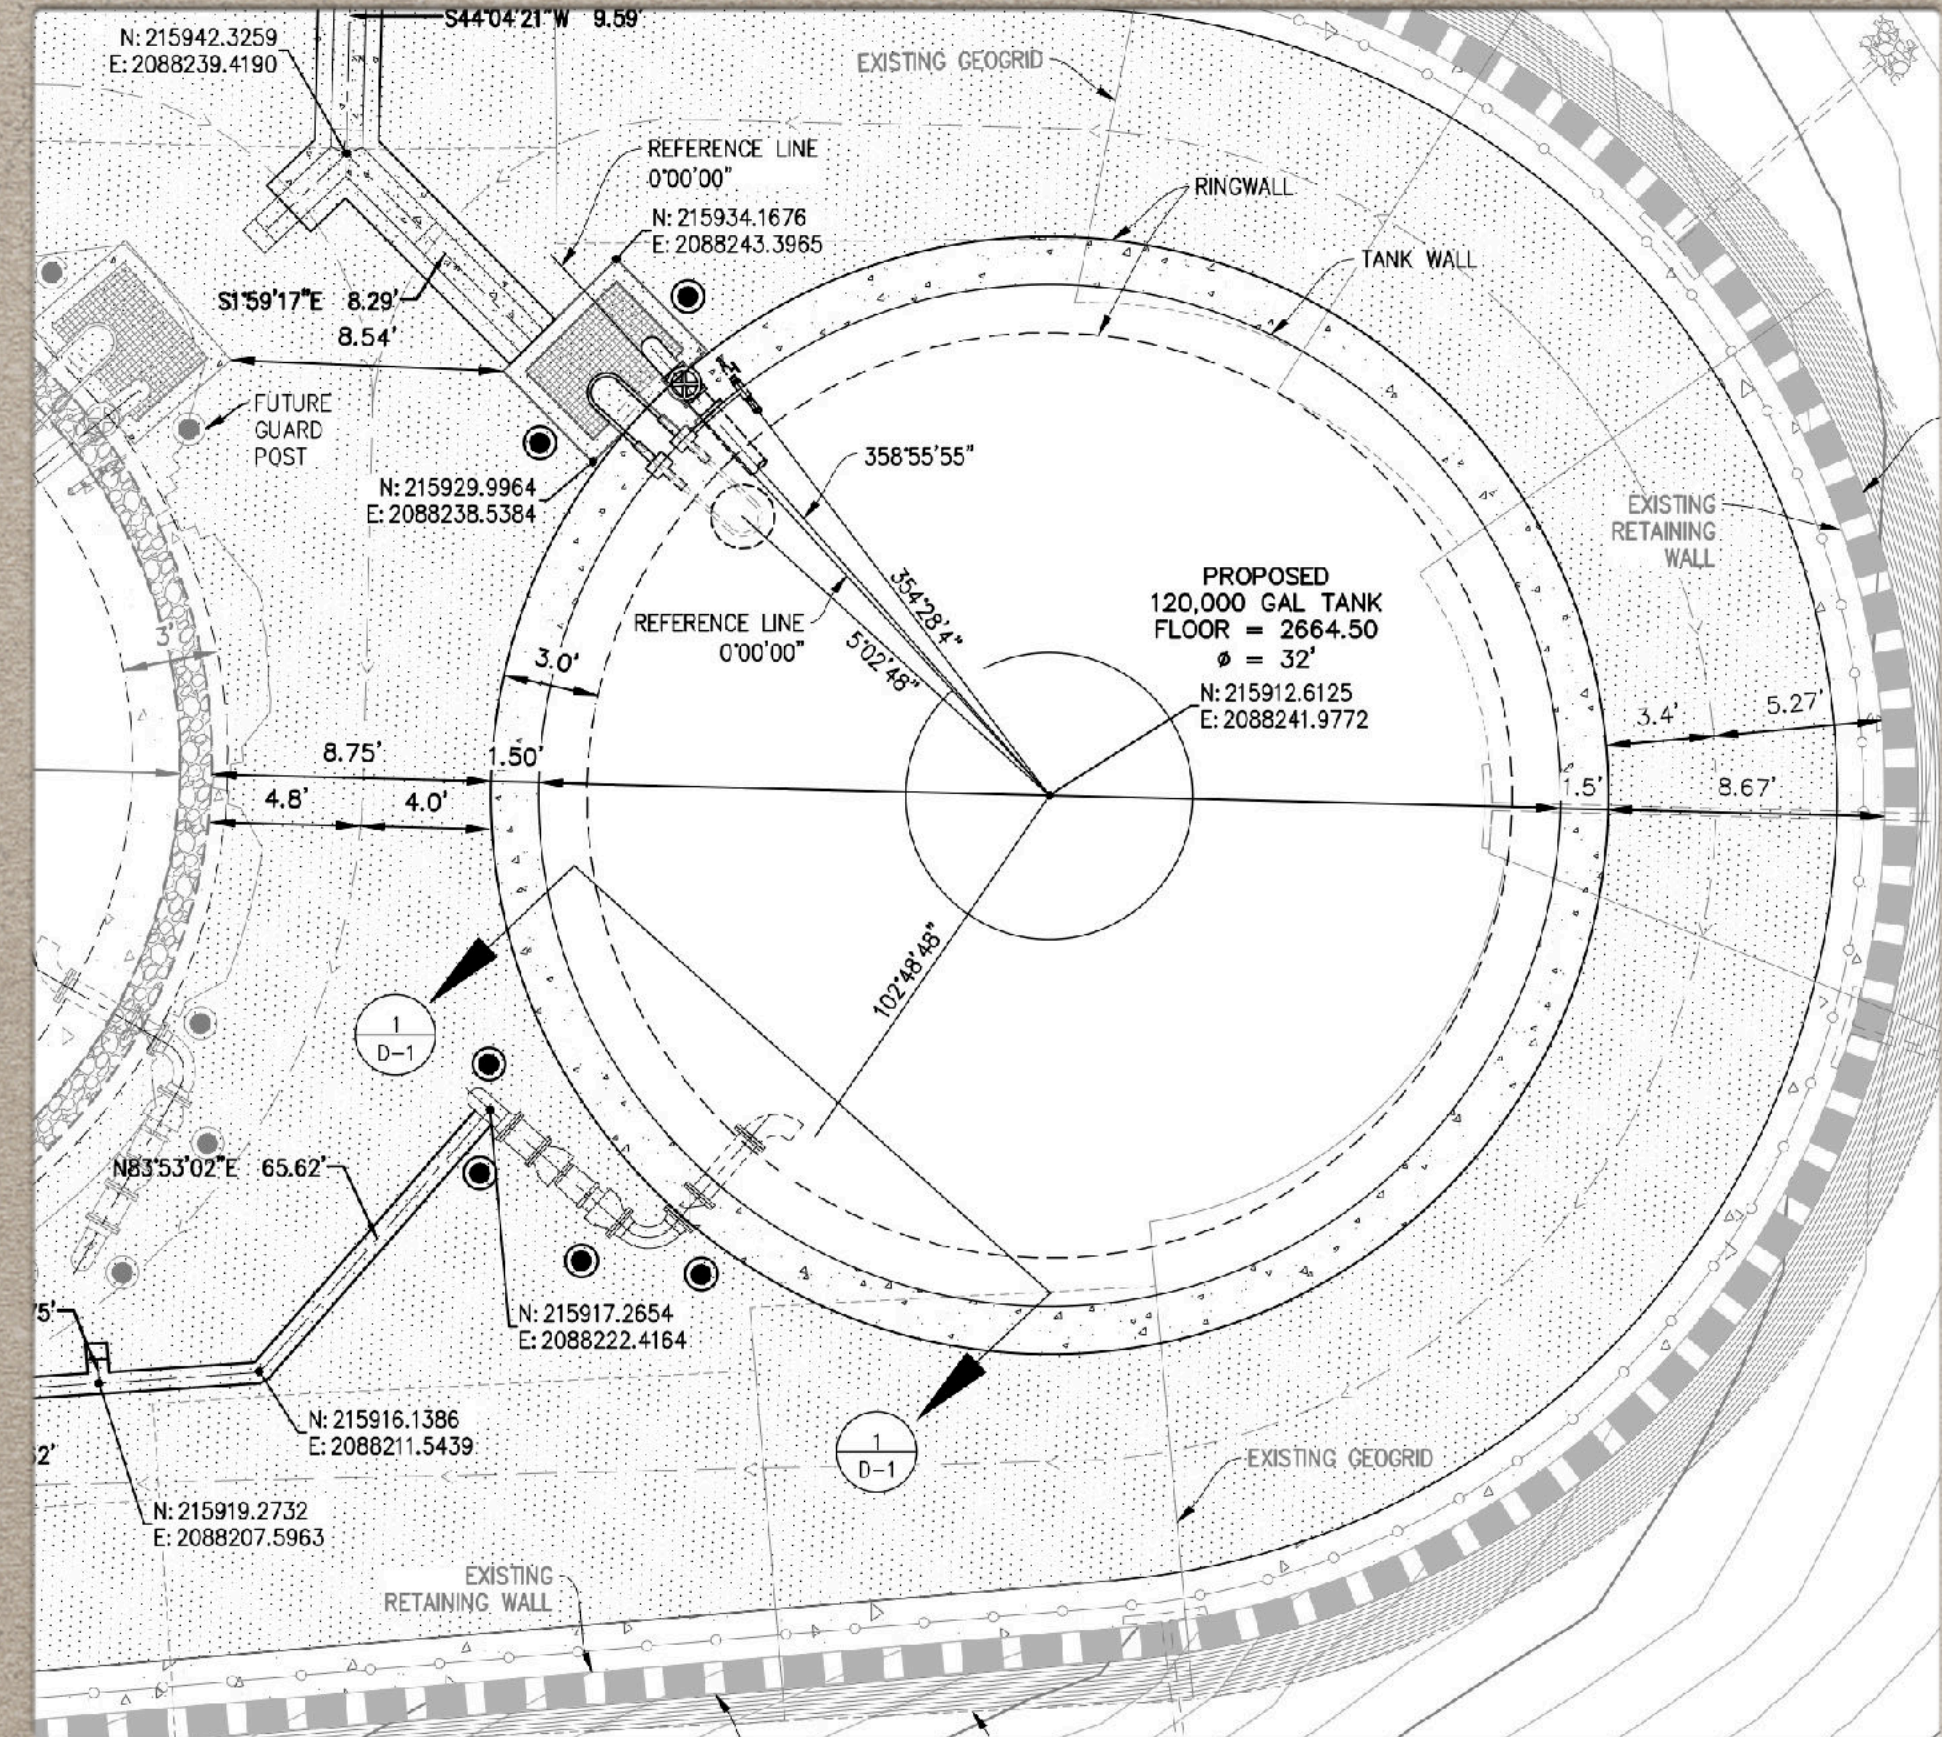 S44°04'21"W 9.59'
N: 215942.3259
E: 2088239.4190
EXISTING GEOGRID
REFERENCE LINE
0°00'00"
RINGWALL
N: 215934.1676
E: 2088243.3965
TANK WALL
S1°59'17"E 8.29'
8.54'
FUTURE
GUARD
POST
358°55'55"
N: 215929.9964
E: 2088238.5384
EXISTING
RETAINING
WALL
354°28'4"
PROPOSED
120,000 GAL TANK
FLOOR = 2664.50
ø = 32'
REFERENCE LINE
0°00'00"
5°02'48"
3'
3.0'
N: 215912.6125
E: 2088241.9772
3.4'
5.27'
8.75'
1.50'
1.5'
8.67'
4.8'
4.0'
102°48'48"
1
D-1
N83°53'02"E 65.62'
N: 215917.2654
E: 2088222.4164
5'
N: 215916.1386
E: 2088211.5439
1
D-1
EXISTING GEOGRID
2'
N: 215919.2732
E: 2088207.5963
EXISTING
RETAINING WALL